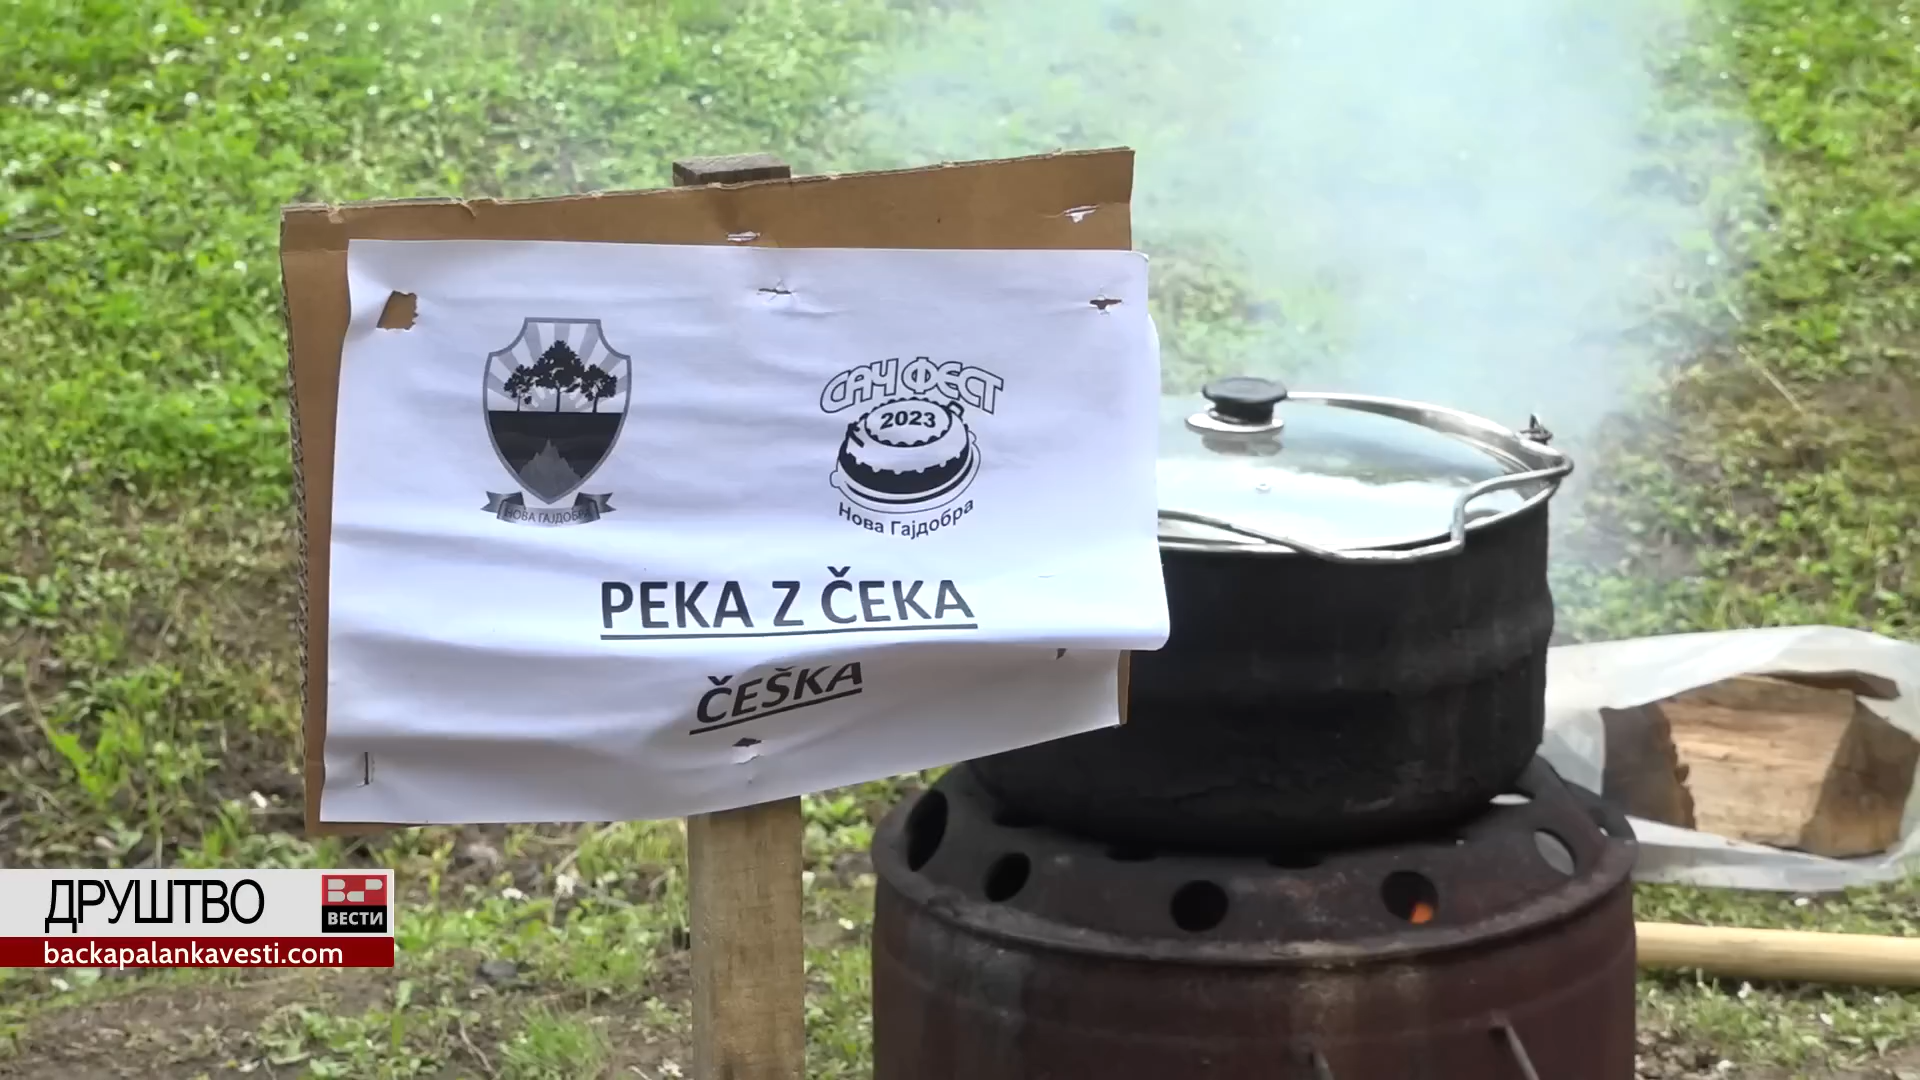 САЧ ФЕСТ
2023
Нова Гајдобра
НОВА ГАЈДОБРА
PEKA Z ČEKA
ČEŠKA
ДРУШТВО
ВЕСТИ
backapalankavesti.com